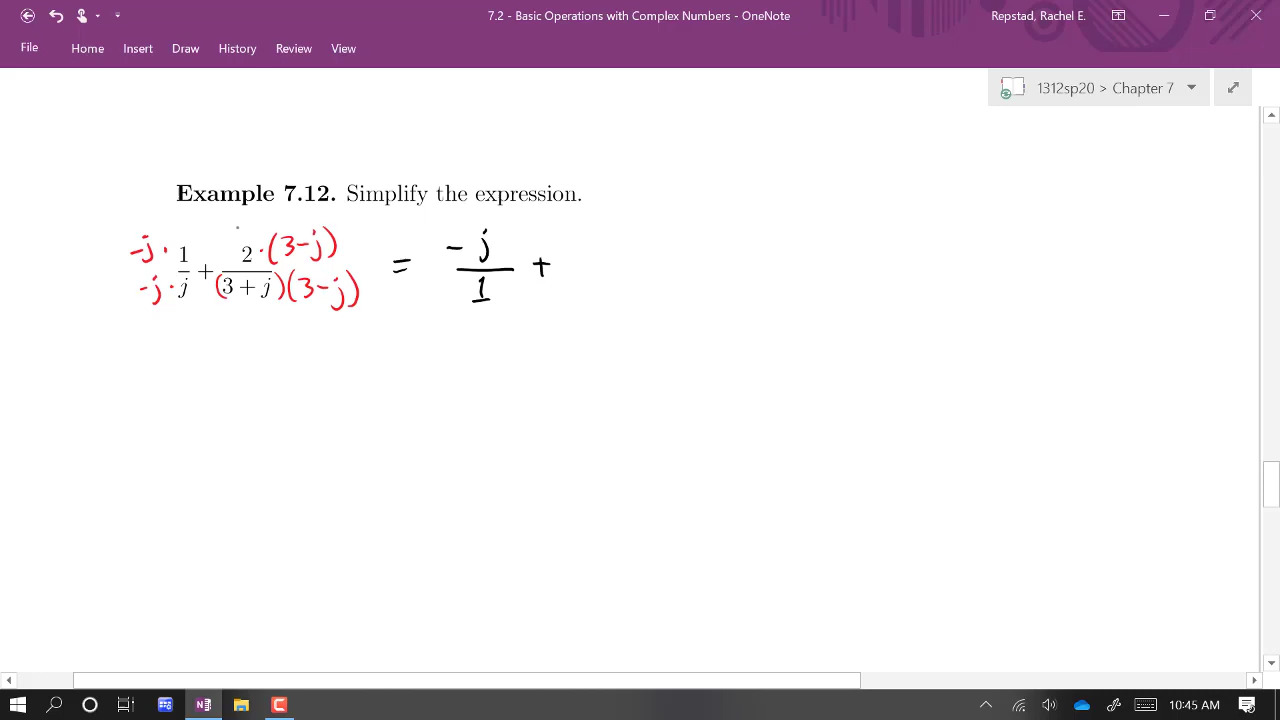 7.2 - Basic Operations with Complex Numbers - OneNote
Repstad, Rachel E.
File Home Insert Draw History Review View
1312sp20 > Chapter 7
Example 7.12. Simplify the expression.
-j · 1 + 2 · (3-j) = -j +
-j · j (3 + j)(3-j) 1
10:45 AM